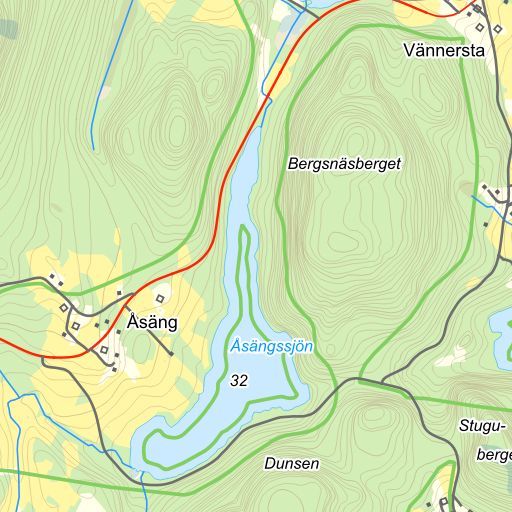 Vännersta
Bergsnäsberget
Åsäng
Åsängssjön
32
Stugu-
berge
Dunsen